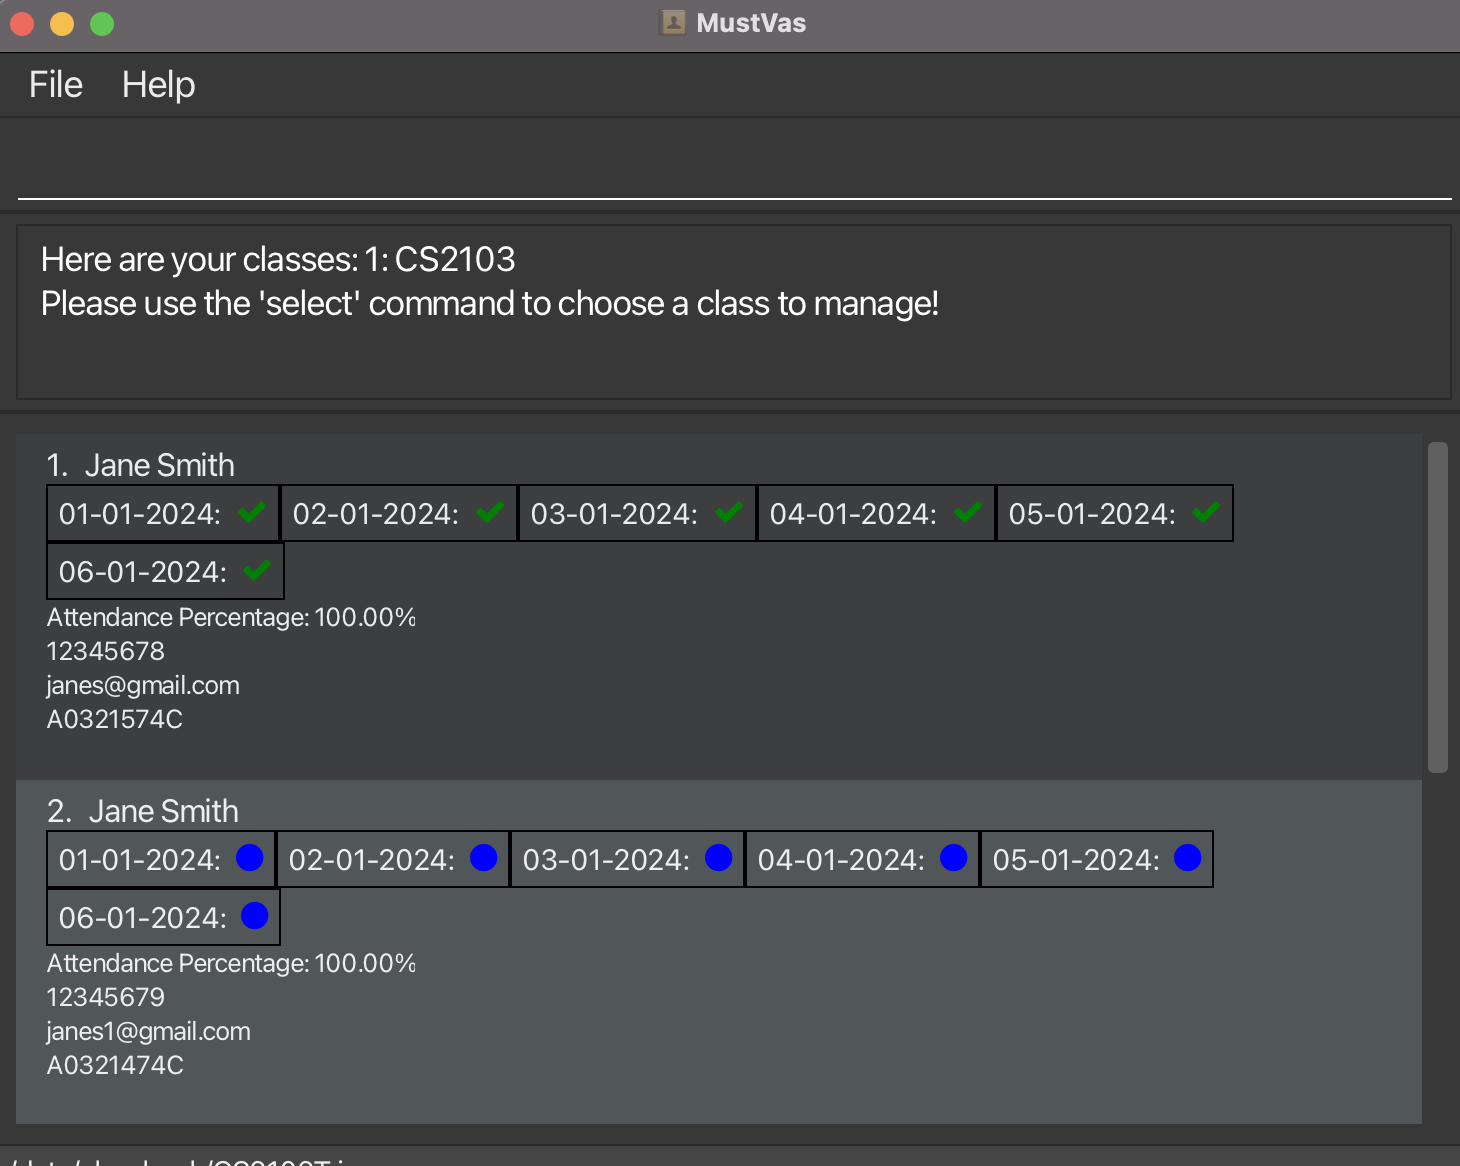 MustVas
File Help
Here are your classes: 1: CS2103
Please use the 'select' command to choose a class to manage!
1. Jane Smith
01-01-2024: 02-01-2024: 03-01-2024: 04-01-2024: 05-01-2024:
06-01-2024:
Attendance Percentage: 100.00%
12345678
janes@gmail.com
A0321574C
2. Jane Smith
01-01-2024: 02-01-2024: 03-01-2024: 04-01-2024: 05-01-2024:
06-01-2024:
Attendance Percentage: 100.00%
12345679
janes1@gmail.com
A0321474C